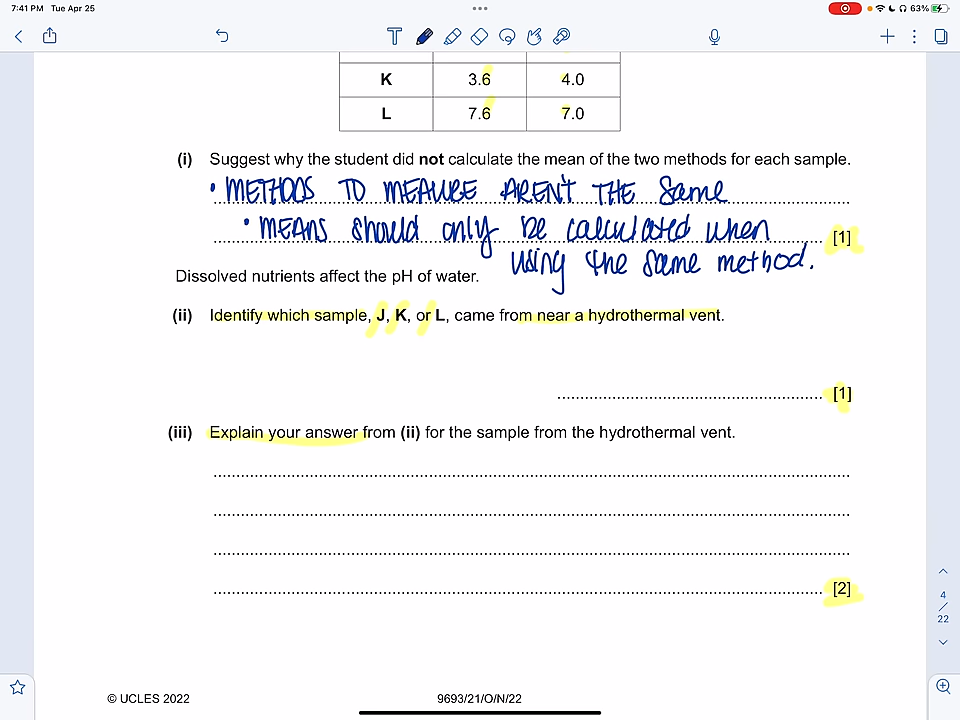 7:41 PM Tue Apr 25
63%
K 3.6 4.0
L 7.6 7.0
(i) Suggest why the student did not calculate the mean of the two methods for each sample.
• METHODS TO MEAURE AREN'T THE Same
• MEANS should only be calculated when
using the same method.
[1]
Dissolved nutrients affect the pH of water.
(ii) Identify which sample, J, K, or L, came from near a hydrothermal vent.
[1]
(iii) Explain your answer from (ii) for the sample from the hydrothermal vent.
[2]
4
/
22
© UCLES 2022 9693/21/O/N/22